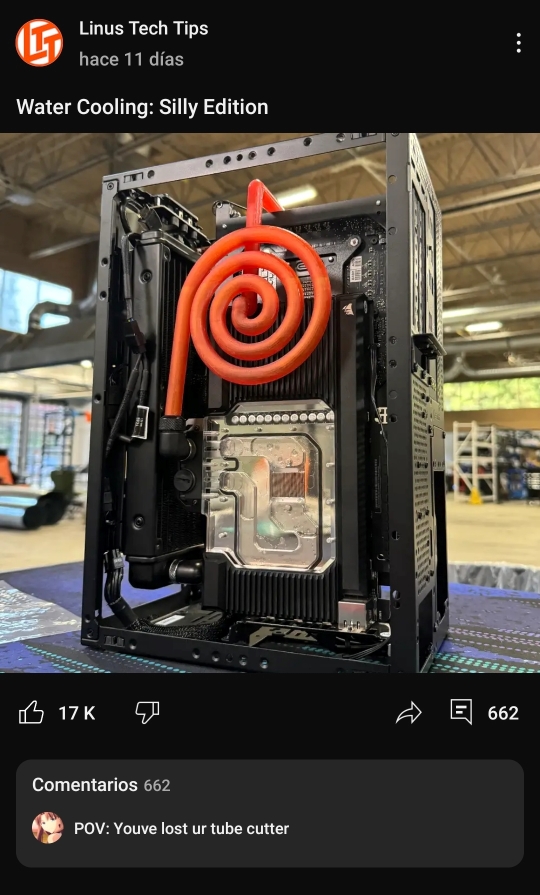 Linus Tech Tips
hace 11 días
Water Cooling: Silly Edition
17 K
662
Comentarios 662
POV: Youve lost ur tube cutter